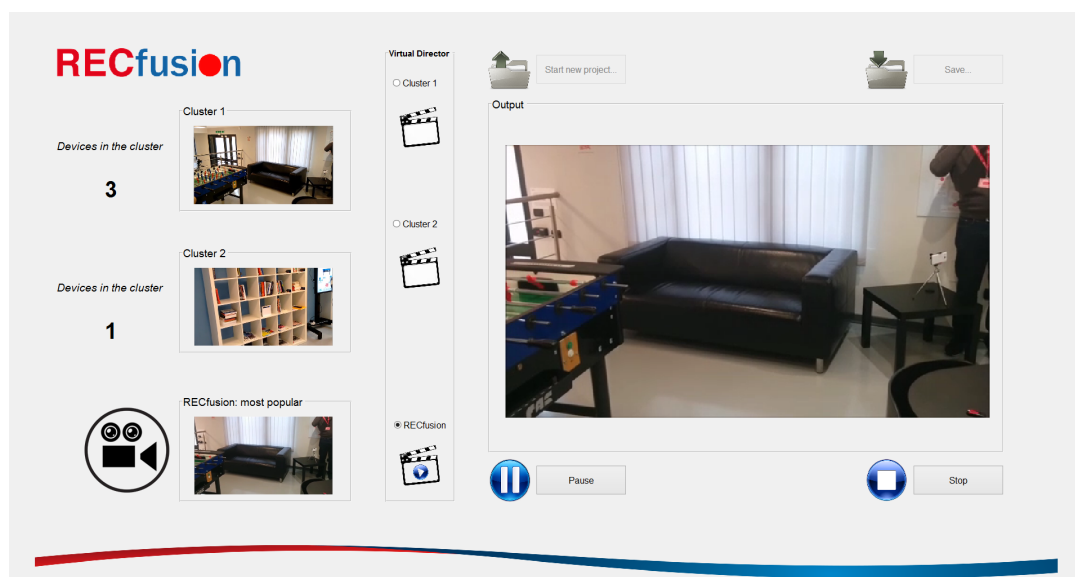 RECfusion
Cluster 1
Devices in the cluster
3
Cluster 2
Devices in the cluster
1
RECfusion: most popular
Virtual Director
Cluster 1
Cluster 2
RECfusion
Start new project...
Save...
Output
Pause
Stop